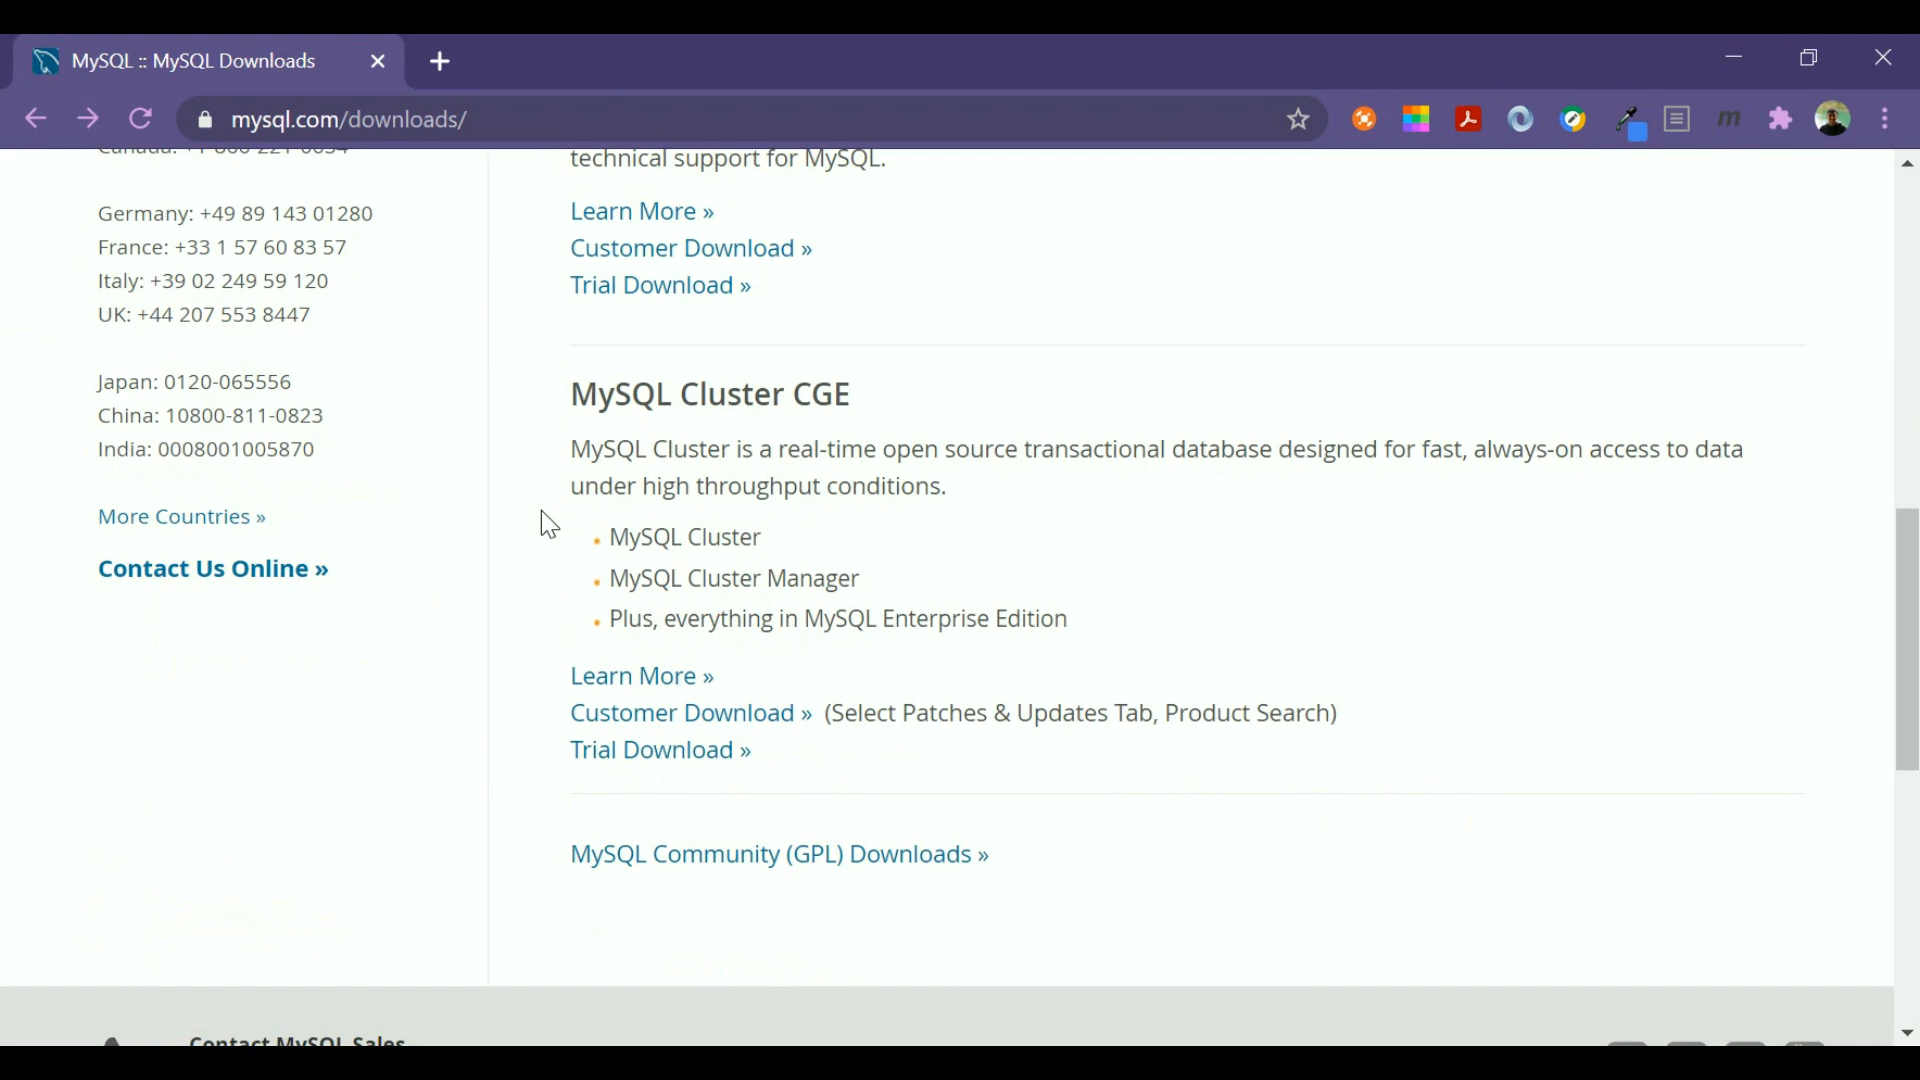 MySQL :: MySQL Downloads
mysql.com/downloads/
m
Canada: +1-866-221-0634
Germany: +49 89 143 01280
France: +33 1 57 60 83 57
Italy: +39 02 249 59 120
UK: +44 207 553 8447
Japan: 0120-065556
China: 10800-811-0823
India: 0008001005870
More Countries »
Contact Us Online »
technical support for MySQL.
Learn More »
Customer Download »
Trial Download »
MySQL Cluster CGE
MySQL Cluster is a real-time open source transactional database designed for fast, always-on access to data
under high throughput conditions.
• MySQL Cluster
• MySQL Cluster Manager
• Plus, everything in MySQL Enterprise Edition
Learn More »
Customer Download » (Select Patches & Updates Tab, Product Search)
Trial Download »
MySQL Community (GPL) Downloads »
Contact MySQL Sales